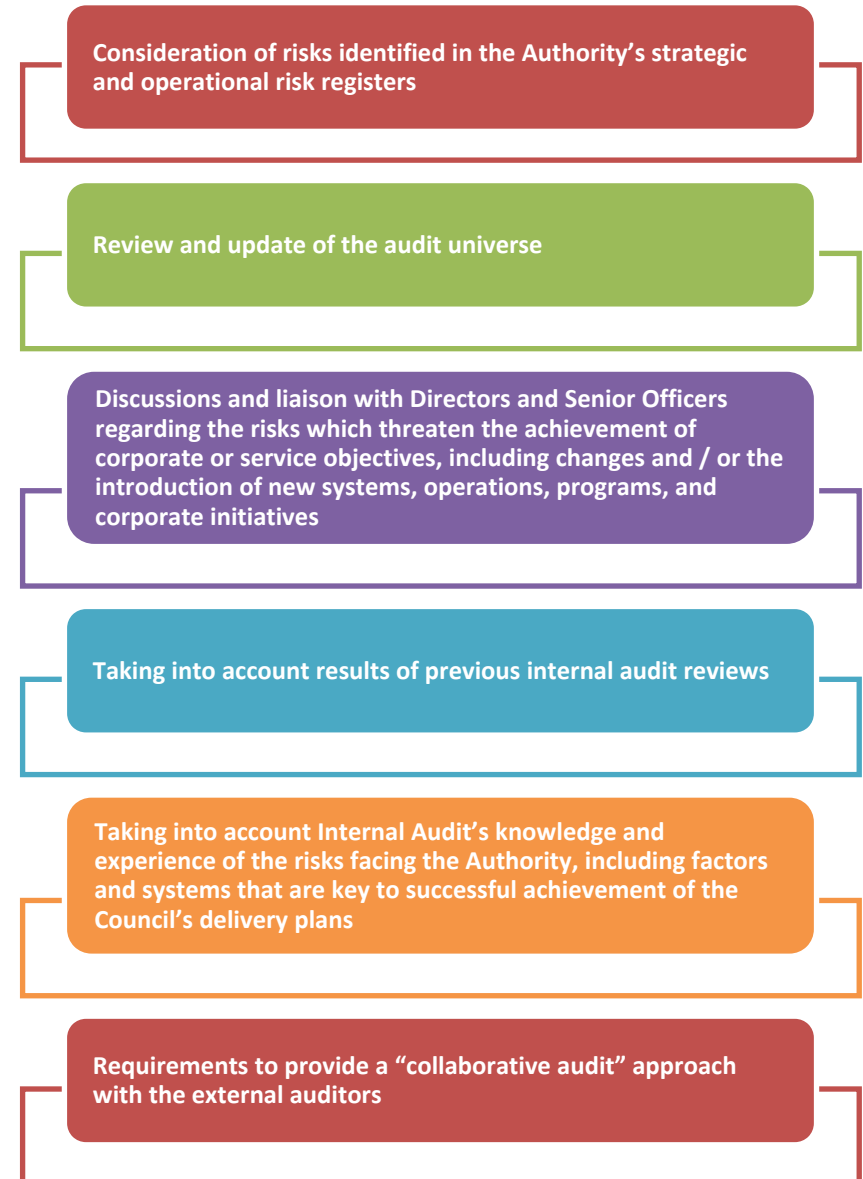 Consideration of risks identified in the Authority’s strategic
and operational risk registers
Review and update of the audit universe
Discussions and liaison with Directors and Senior Officers
regarding the risks which threaten the achievement of
corporate or service objectives, including changes and / or the
introduction of new systems, operations, programs, and
corporate initiatives
Taking into account results of previous internal audit reviews
Taking into account Internal Audit’s knowledge and
experience of the risks facing the Authority, including factors
and systems that are key to successful achievement of the
Council’s delivery plans
Requirements to provide a “collaborative audit” approach
with the external auditors